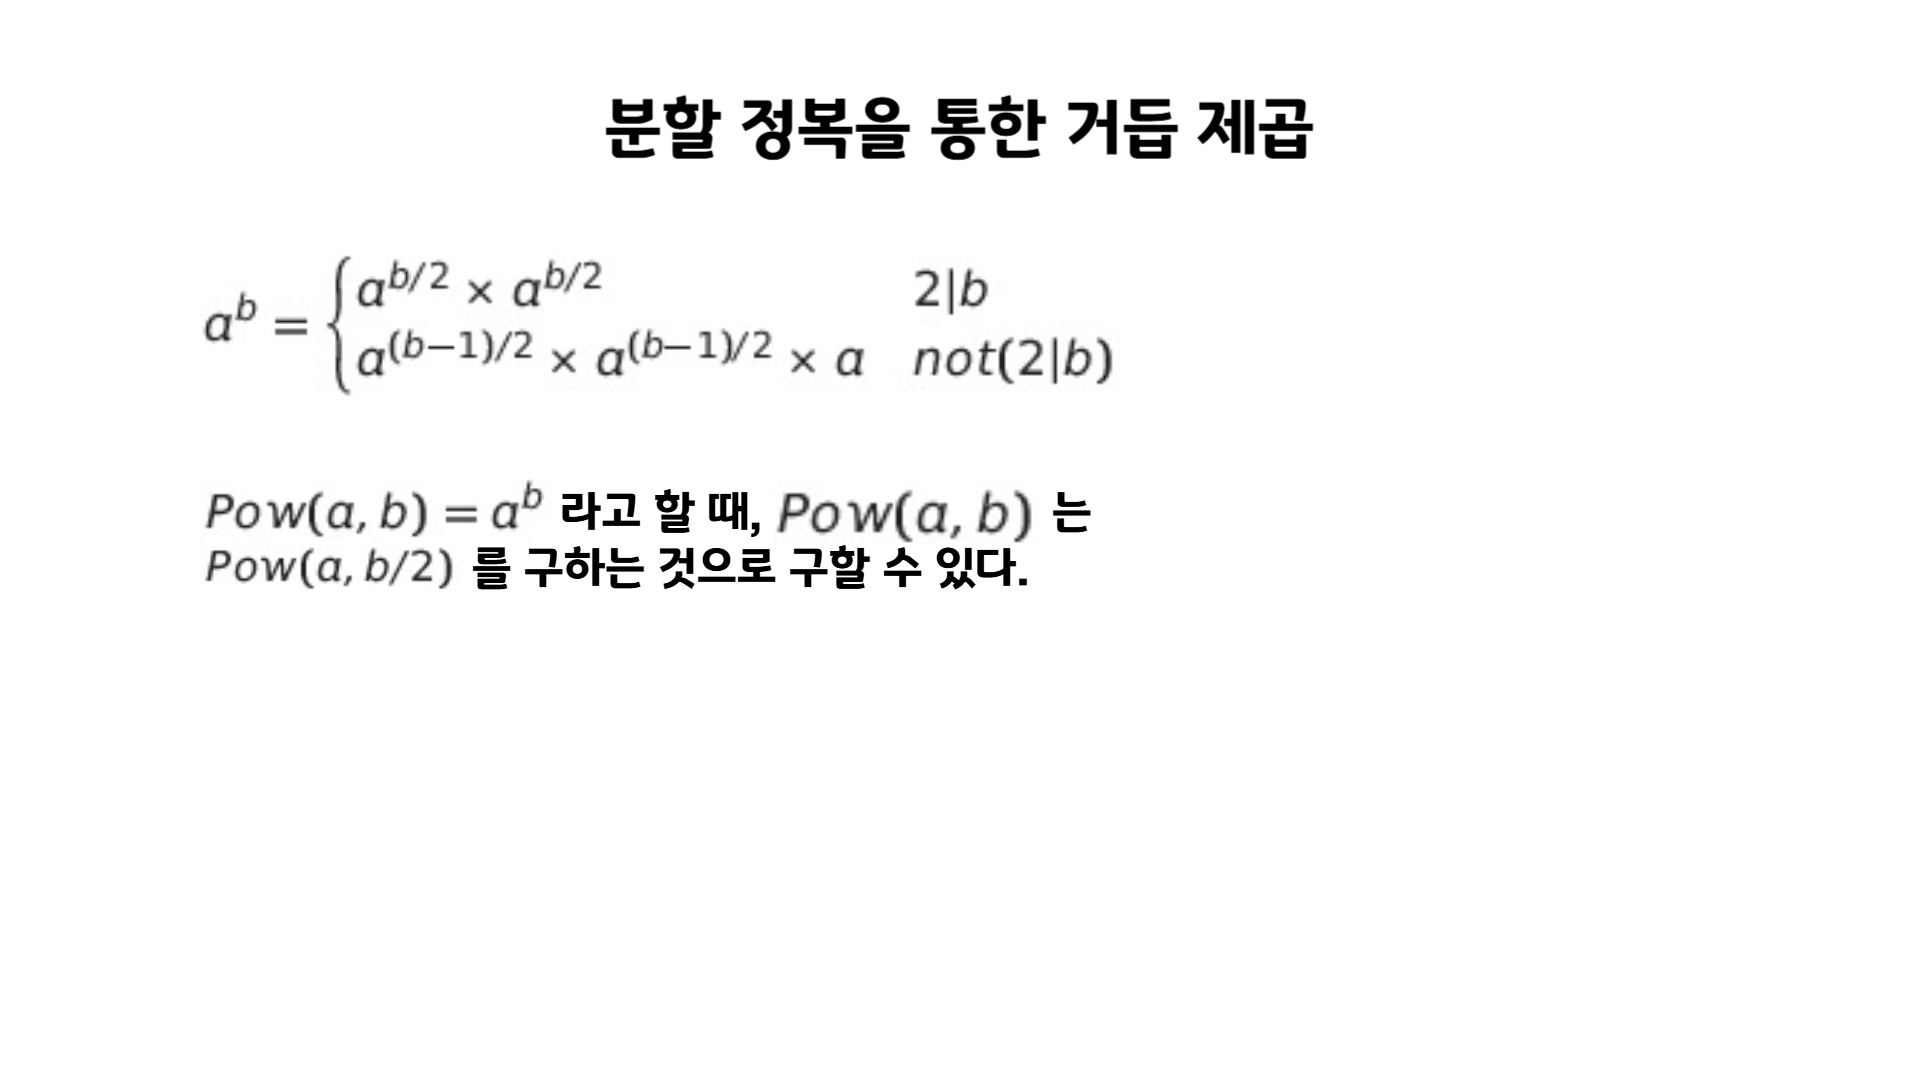 분할 정복을 통한 거듭 제곱
a^b = { a^{b/2} × a^{b/2}   2|b
a^{(b−1)/2} × a^{(b−1)/2} × a   not(2|b)
Pow(a, b) = a^b 라고 할 때, Pow(a, b) 는
Pow(a, b/2) 를 구하는 것으로 구할 수 있다.